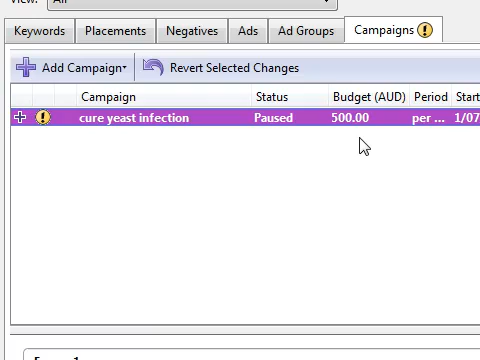 View: All
Keywords Placements Negatives Ads Ad Groups Campaigns
Add Campaign Revert Selected Changes
Campaign Status Budget (AUD) Period Start
cure yeast infection Paused 500.00 per ... 1/07